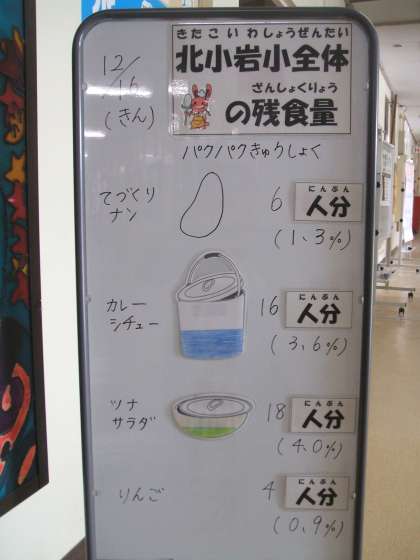 きたこいわしょうぜんたい
北小岩小全体
ざんしょくりょう
の残食量
12/16
(きん)
パクパクきゅうしょく
てづくり
ナン
6
にんぶん
人分
(1.3%)
カレー
シチュー
16
にんぶん
人分
(3.6%)
ツナ
サラダ
18
にんぶん
人分
(4.0%)
りんご
4
にんぶん
人分
(0.9%)